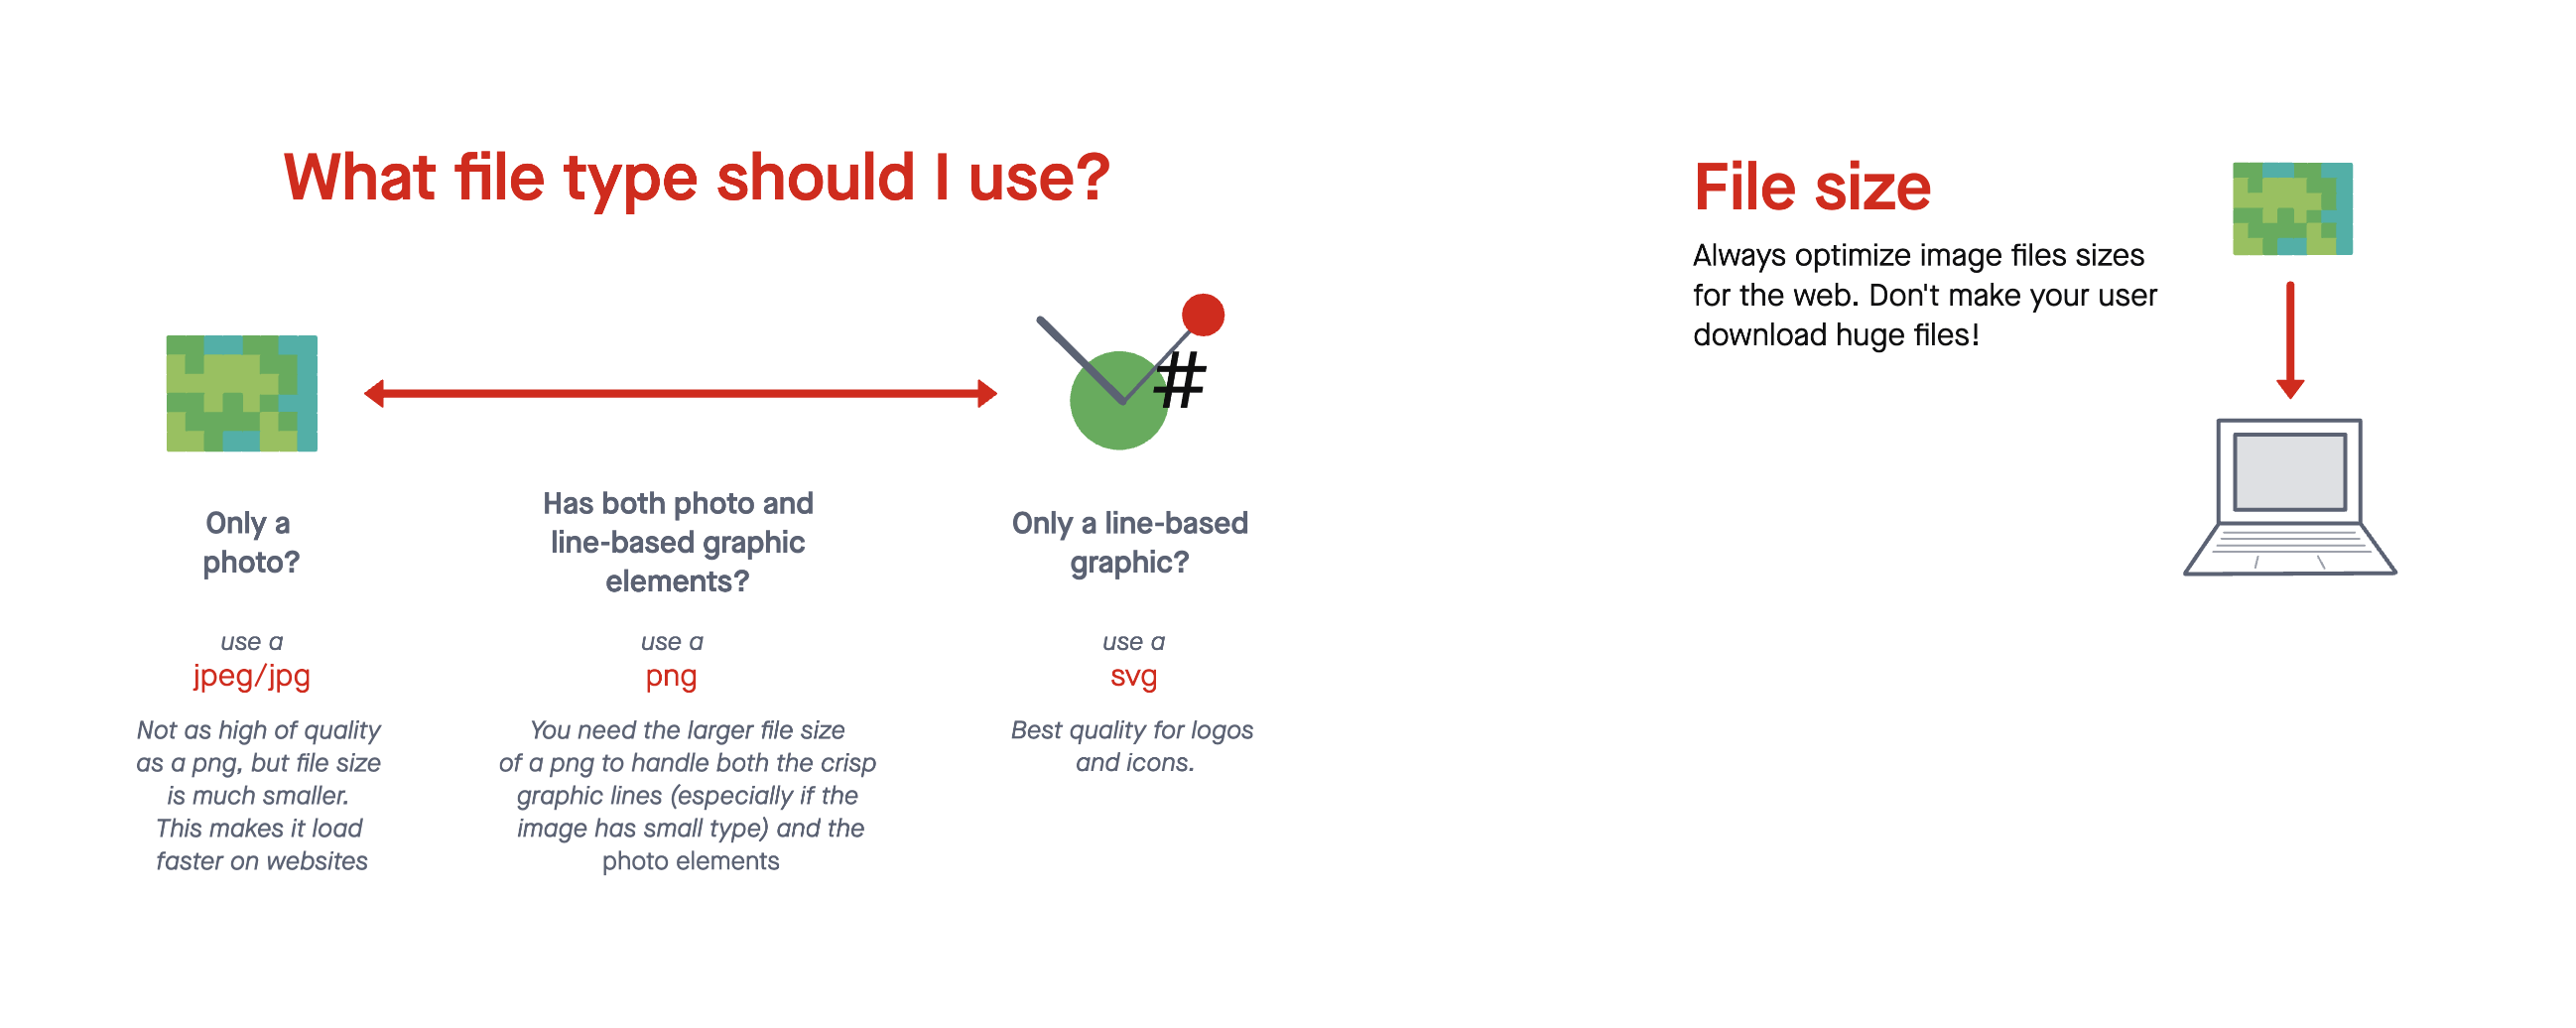 What file type should I use?
Only a
photo?
use a
jpeg/jpg
Not as high of quality
as a png, but file size
is much smaller.
This makes it load
faster on websites
Has both photo and
line-based graphic
elements?
use a
png
You need the larger file size
of a png to handle both the crisp
graphic lines (especially if the
image has small type) and the
photo elements
#
Only a line-based
graphic?
use a
svg
Best quality for logos
and icons.
File size
Always optimize image files sizes
for the web. Don't make your user
download huge files!